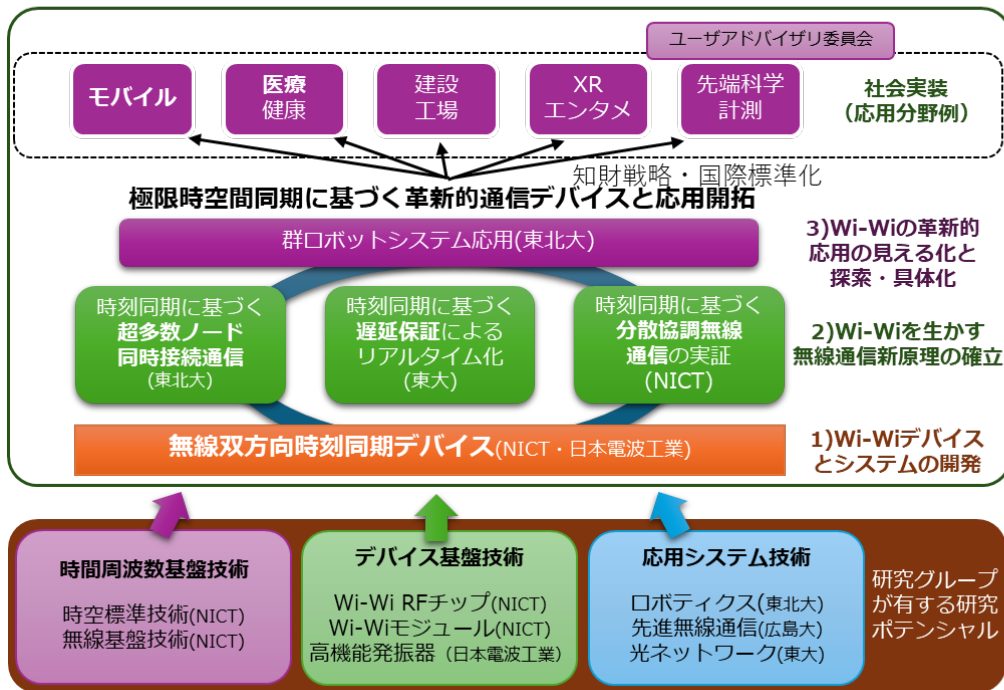 ユーザアドバイザリ委員会
モバイル
医療
健康
建設
工場
XR
エンタメ
先端科学
計測
社会実装
（応用分野例）
知財戦略・国際標準化
極限時空間同期に基づく革新的通信デバイスと応用開拓
群ロボットシステム応用(東北大)
3)Wi-Wiの革新的
応用の見える化と
探索・具体化
時刻同期に基づく
超多数ノード
同時接続通信
(東北大)
時刻同期に基づく
遅延保証による
リアルタイム化
(東大)
時刻同期に基づく
分散協調無線
通信の実証
(NICT)
2)Wi-Wiを生かす
無線通信新原理の確立
無線双方向時刻同期デバイス(NICT・日本電波工業)
1)Wi-Wiデバイス
とシステムの開発
時間周波数基盤技術
時空標準技術(NICT)
無線基盤技術(NICT)
デバイス基盤技術
Wi-Wi RFチップ(NICT)
Wi-Wiモジュール(NICT)
高機能発振器（日本電波工業）
応用システム技術
ロボティクス(東北大)
先進無線通信(広島大)
光ネットワーク(東大)
研究グループ
が有する研究
ポテンシャル